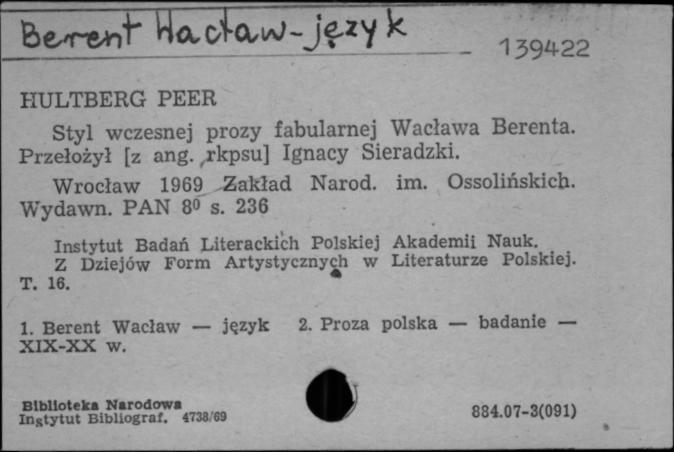 Berent Wacław - język
139422
HULTBERG PEER
Styl wczesnej prozy fabularnej Wacława Berenta.
Przełożył [z ang. rkpsu] Ignacy Sieradzki.
Wrocław 1969 Zakład Narod. im. Ossolińskich.
Wydawn. PAN 8⁰ s. 236
Instytut Badań Literackich Polskiej Akademii Nauk.
Z Dziejów Form Artystycznych w Literaturze Polskiej.
T. 16.
1. Berent Wacław — język 2. Proza polska — badanie —
XIX-XX w.
Biblioteka Narodowa
Instytut Bibliograf. 4738/69
884.07-3(091)